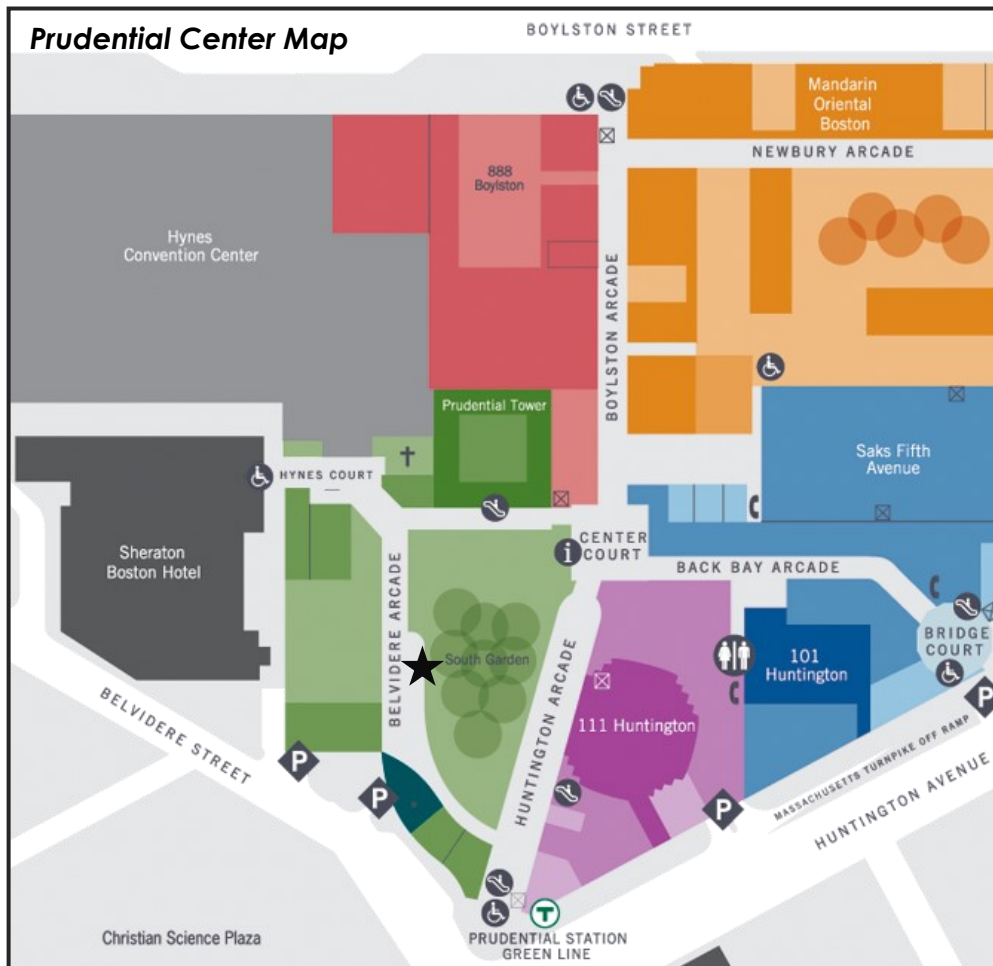 Prudential Center Map
BOYLSTON STREET
Mandarin
Oriental
Boston
NEWBURY ARCADE
888
Boylston
Hynes
Convention Center
BOYLSTON ARCADE
Prudential Tower
Saks Fifth
Avenue
HYNES COURT
CENTER
COURT
i
Sheraton
Boston Hotel
BACK BAY ARCADE
BELVIDERE ARCADE
South Garden
HUNTINGTON ARCADE
BRIDGE
COURT
101
Huntington
111 Huntington
BELVIDERE STREET
P
P
P
P
MASSACHUSETTS TURNPIKE OFF RAMP
HUNTINGTON AVENUE
T
Christian Science Plaza
PRUDENTIAL STATION
GREEN LINE